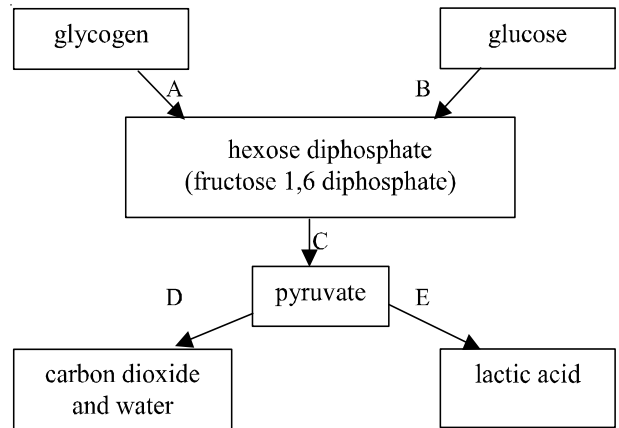 glycogen
glucose
A
B
hexose diphosphate
(fructose 1,6 diphosphate)
C
pyruvate
D
E
carbon dioxide
and water
lactic acid